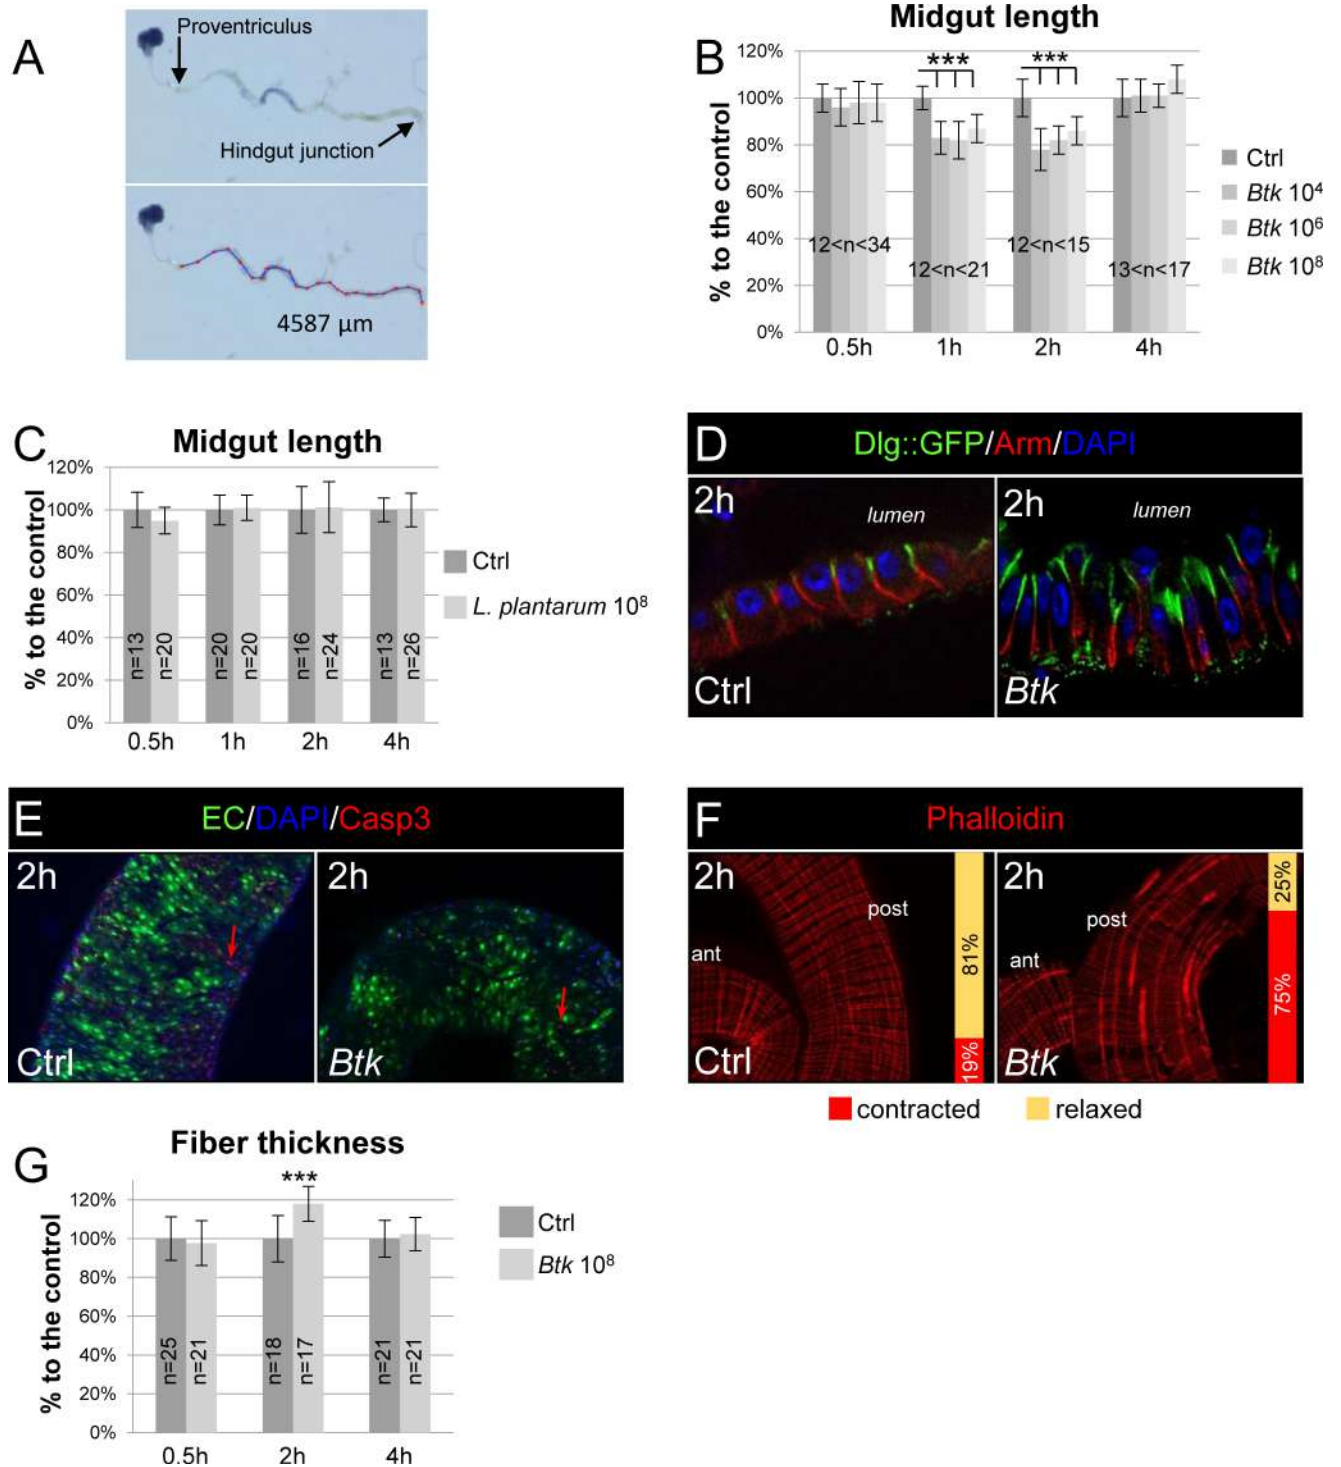 A
Proventriculus
Hindgut junction
4587 µm
B
Midgut length
% to the control
120%
100%
80%
60%
40%
20%
0%
***
***
12<n<34
12<n<21
12<n<15
13<n<17
0.5h
1h
2h
4h
Ctrl
Btk 10⁴
Btk 10⁶
Btk 10⁸
C
Midgut length
% to the control
120%
100%
80%
60%
40%
20%
0%
n=13
n=20
n=20
n=20
n=16
n=24
n=13
n=26
0.5h
1h
2h
4h
Ctrl
L. plantarum 10⁸
D
Dlg::GFP/Arm/DAPI
2h
lumen
Ctrl
2h
lumen
Btk
E
EC/DAPI/Casp3
2h
Ctrl
2h
Btk
F
Phalloidin
2h
post
ant
Ctrl
81%
19%
2h
post
ant
Btk
25%
75%
contracted
relaxed
G
Fiber thickness
% to the control
120%
100%
80%
60%
40%
20%
0%
***
n=25
n=21
n=18
n=17
n=21
n=21
0.5h
2h
4h
Ctrl
Btk 10⁸